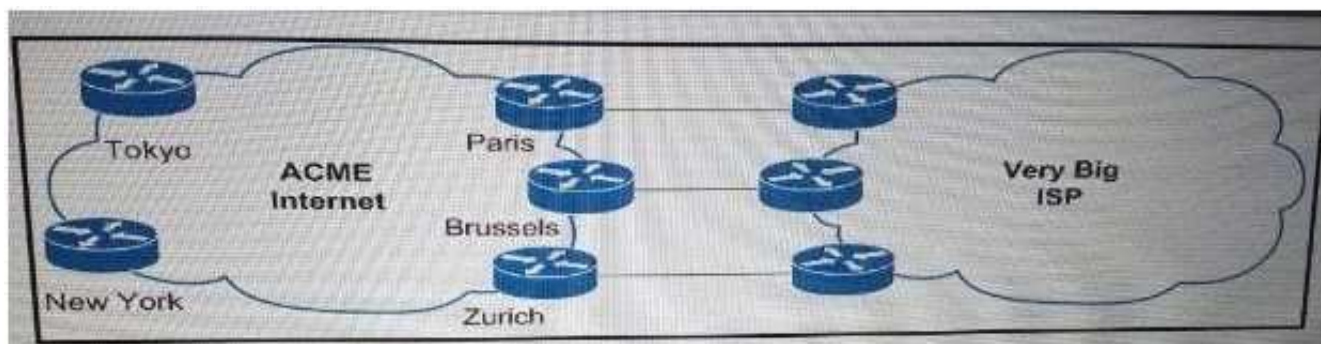 Tokyo
Paris
ACME
Internet
Very Big
ISP
Brussels
New York
Zurich